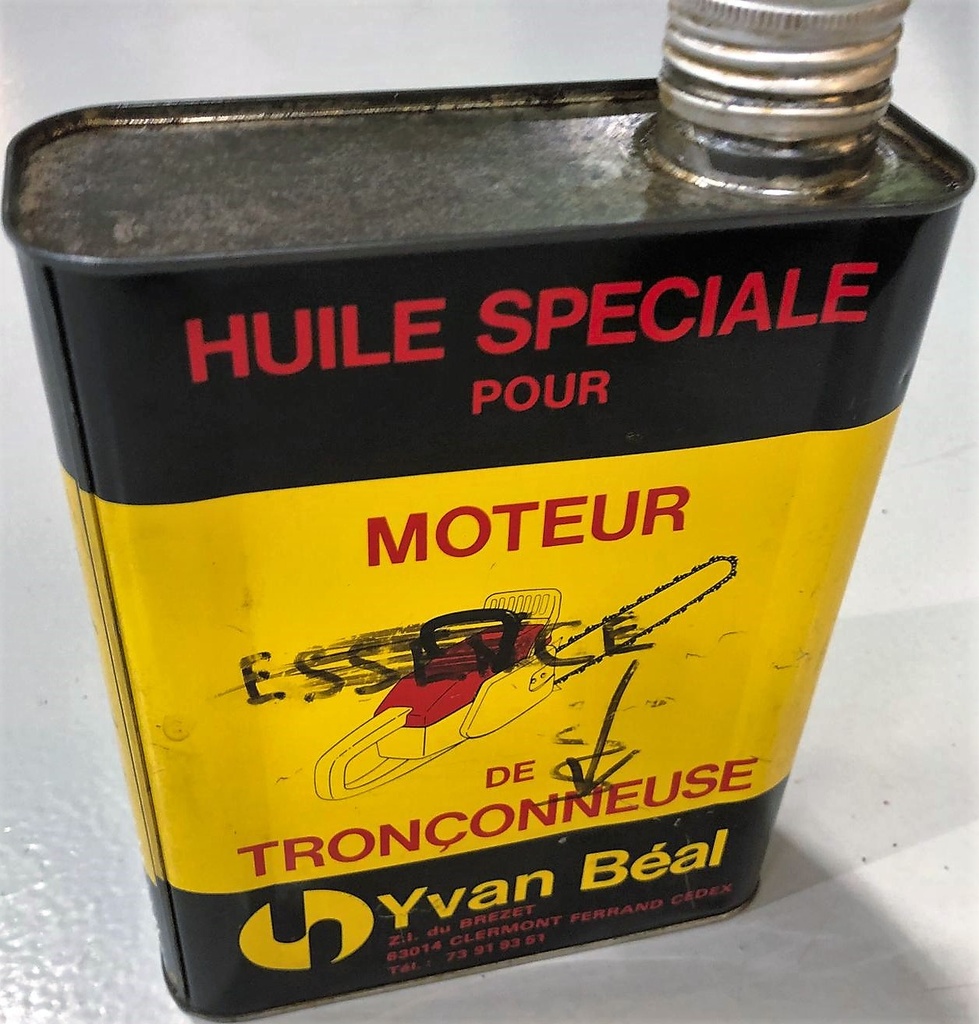 HUILE SPECIALE
POUR
MOTEUR
ESSENCE
DE
TRONÇONNEUSE
Yvan Béal
Z.I. du BREZET
63014 CLERMONT FERRAND CEDEX
Tél.: 73 91 93 51